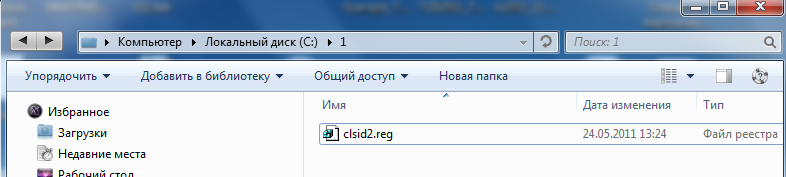 Компьютер Локальный диск (C:) 1 Поиск: 1
Упорядочить Добавить в библиотеку Общий доступ Новая папка
Имя Дата изменения Тип
Избранное
Загрузки clsid2.reg 24.05.2011 13:24 Файл реестра
Недавние места
Рабочий стол